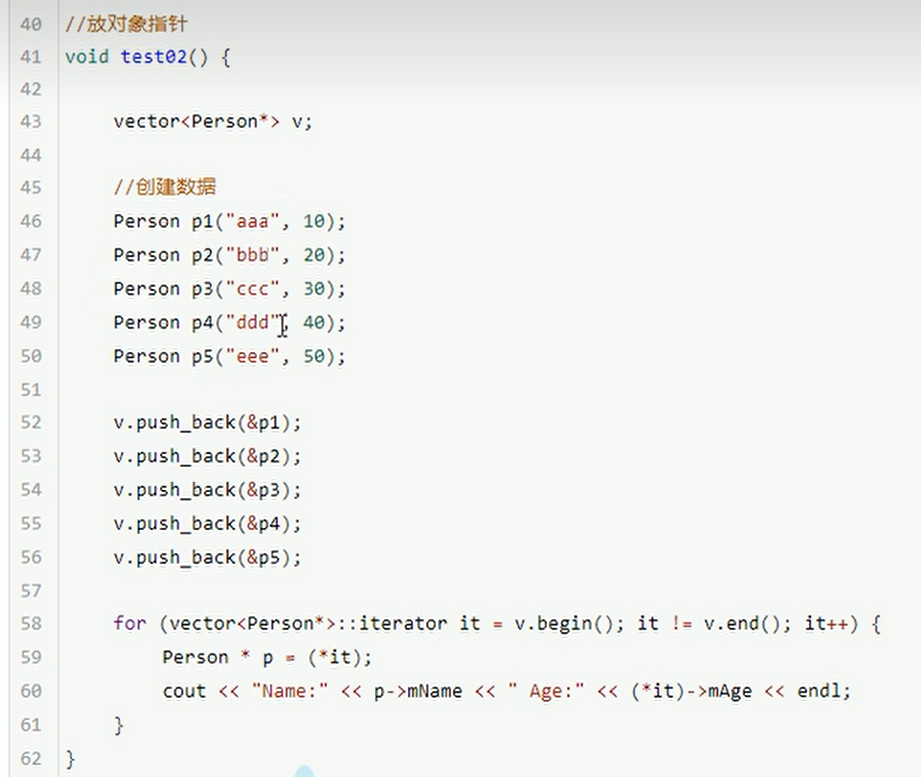 40 //放对象指针
41 void test02() {
42
43 vector<Person*> v;
44
45 //创建数据
46 Person p1("aaa", 10);
47 Person p2("bbb", 20);
48 Person p3("ccc", 30);
49 Person p4("ddd", 40);
50 Person p5("eee", 50);
51
52 v.push_back(&p1);
53 v.push_back(&p2);
54 v.push_back(&p3);
55 v.push_back(&p4);
56 v.push_back(&p5);
57
58 for (vector<Person*>::iterator it = v.begin(); it != v.end(); it++) {
59 Person * p = (*it);
60 cout << "Name:" << p->mName << " Age:" << (*it)->mAge << endl;
61 }
62 }